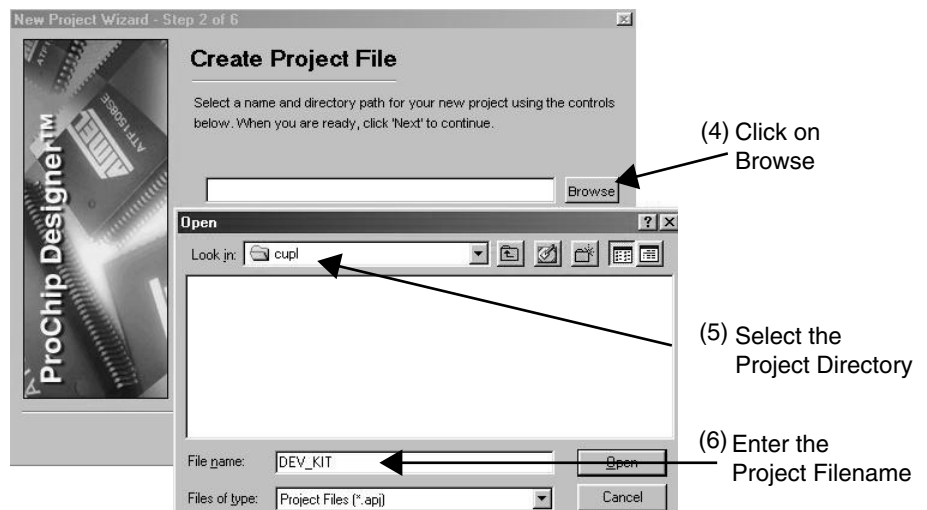 New Project Wizard - Step 2 of 6
Create Project File
Select a name and directory path for your new project using the controls
below. When you are ready, click 'Next' to continue.
Browse
(4) Click on
Browse
ProChip Designer™
ATMEL
ATF1508SE
Open
Look in: cupl
(5) Select the
Project Directory
File name: DEV_KIT
Open
(6) Enter the
Project Filename
Files of type: Project Files (*.apj)
Cancel